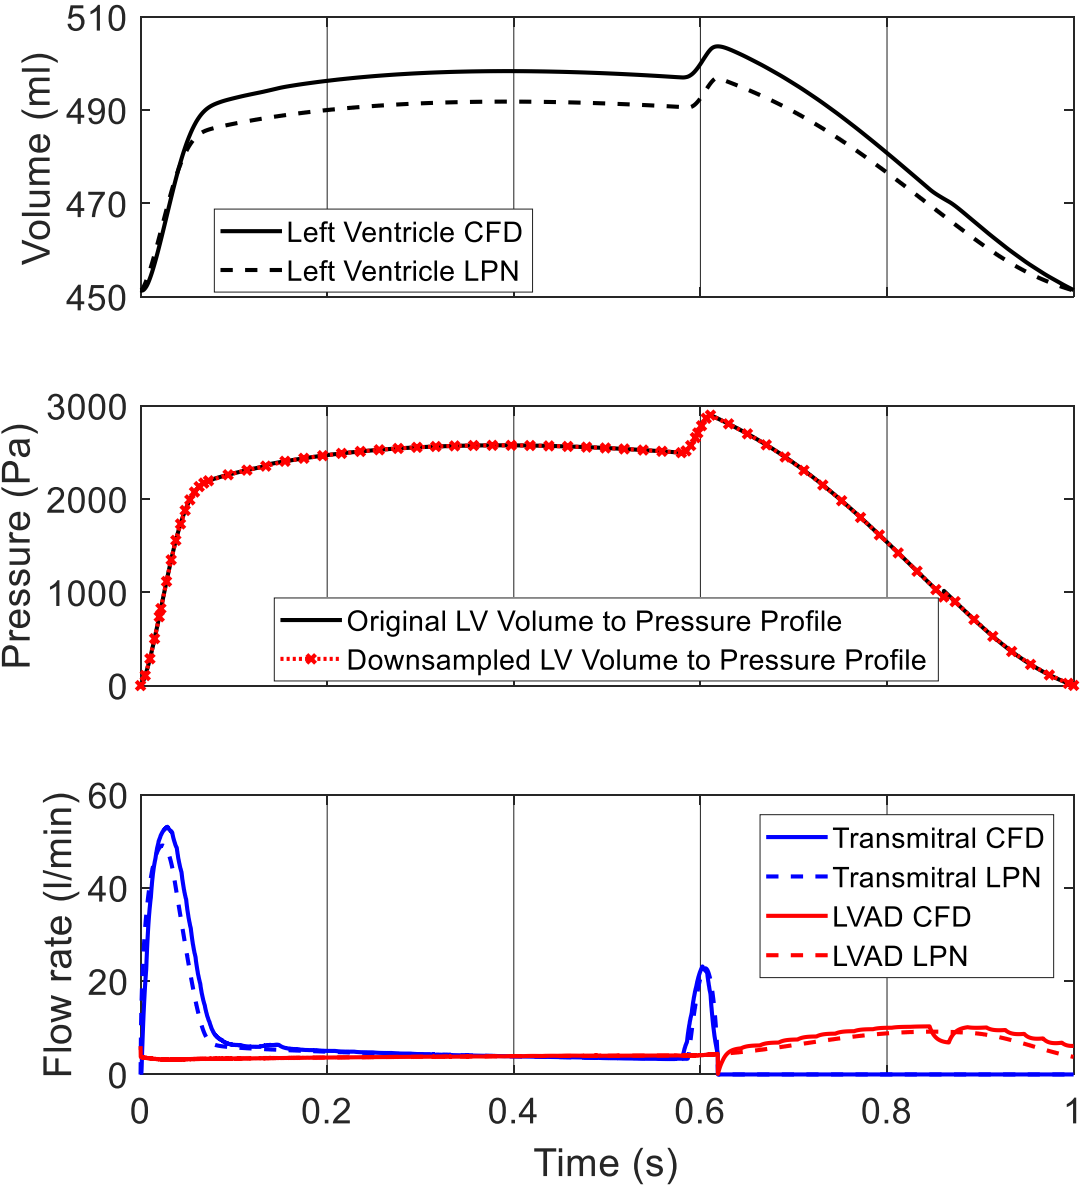 510
490
470
450
Volume (ml)
Left Ventricle CFD
Left Ventricle LPN
3000
2000
1000
0
Pressure (Pa)
Original LV Volume to Pressure Profile
Downsampled LV Volume to Pressure Profile
60
40
20
0
Flow rate (l/min)
Transmitral CFD
Transmitral LPN
LVAD CFD
LVAD LPN
0 0.2 0.4 0.6 0.8 1
Time (s)